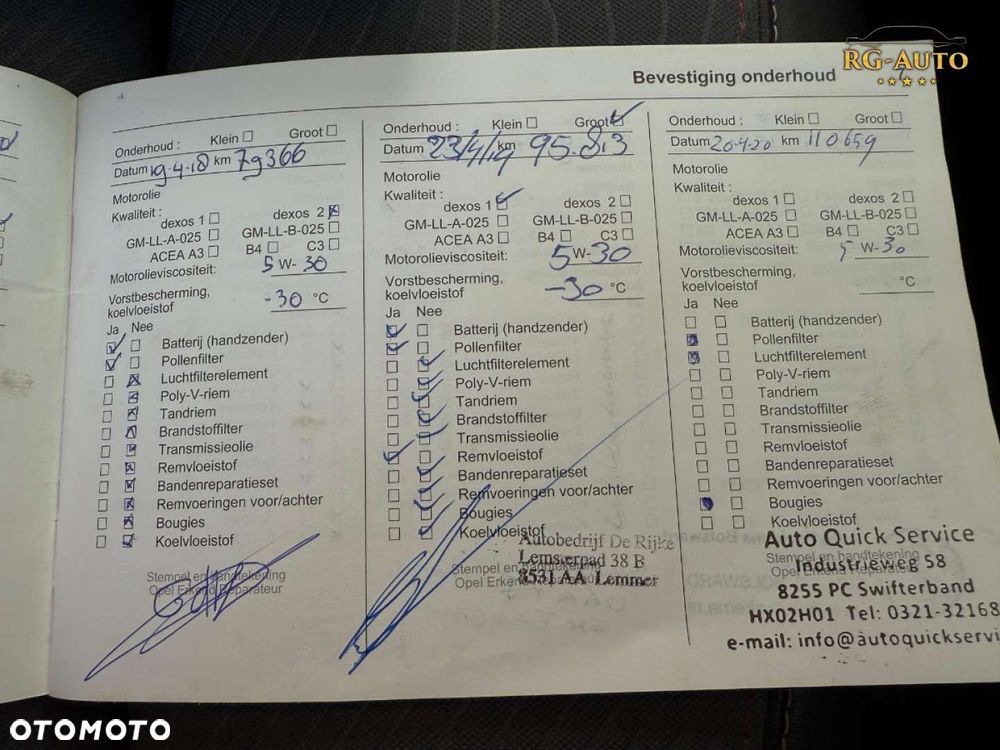 RG-AUTO
Bevestiging onderhoud
Onderhoud : Klein Groot
Datum 19-4-18 km 79366
Motorolie
Kwaliteit :
dexos 1 dexos 2
GM-LL-A-025 GM-LL-B-025
ACEA A3 B4 C3
Motorolieviscositeit: 5 W- 30
Vorstbescherming,
koelvloeistof -30 °C
Ja Nee
Batterij (handzender)
Pollenfilter
Luchtfilterelement
Poly-V-riem
Tandriem
Brandstoffilter
Transmissieolie
Remvloeistof
Bandenreparatieset
Remvoeringen voor/achter
Bougies
Koelvloeistof
Stempel en handtekening
Opel Erkend Reparateur
Onderhoud : Klein Groot
Datum 23/4/19 km 95.813
Motorolie
Kwaliteit :
dexos 1 dexos 2
GM-LL-A-025 GM-LL-B-025
ACEA A3 B4 C3
Motorolieviscositeit: 5 W-30
Vorstbescherming,
koelvloeistof -30 °C
Ja Nee
Batterij (handzender)
Pollenfilter
Luchtfilterelement
Poly-V-riem
Tandriem
Brandstoffilter
Transmissieolie
Remvloeistof
Bandenreparatieset
Remvoeringen voor/achter
Bougies
Koelvloeistof
Autobedrijf De Rijke
Lemsterpad 38 B
8531 AA Lemmer
Stempel en handtekening
Opel Erkend Reparateur
Onderhoud : Klein Groot
Datum 20-4-20 km 110659
Motorolie
Kwaliteit :
dexos 1 dexos 2
GM-LL-A-025 GM-LL-B-025
ACEA A3 B4 C3
Motorolieviscositeit: 5 W-30
Vorstbescherming,
koelvloeistof °C
Ja Nee
Batterij (handzender)
Pollenfilter
Luchtfilterelement
Poly-V-riem
Tandriem
Brandstoffilter
Transmissieolie
Remvloeistof
Bandenreparatieset
Remvoeringen voor/achter
Bougies
Koelvloeistof
Auto Quick Service
Stempel en handtekening
Industrieweg 58
Opel Erkend Reparateur
8255 PC Swifterband
HX02H01 Tel: 0321-32168
e-mail: info@autoquickservi
OTOMOTO